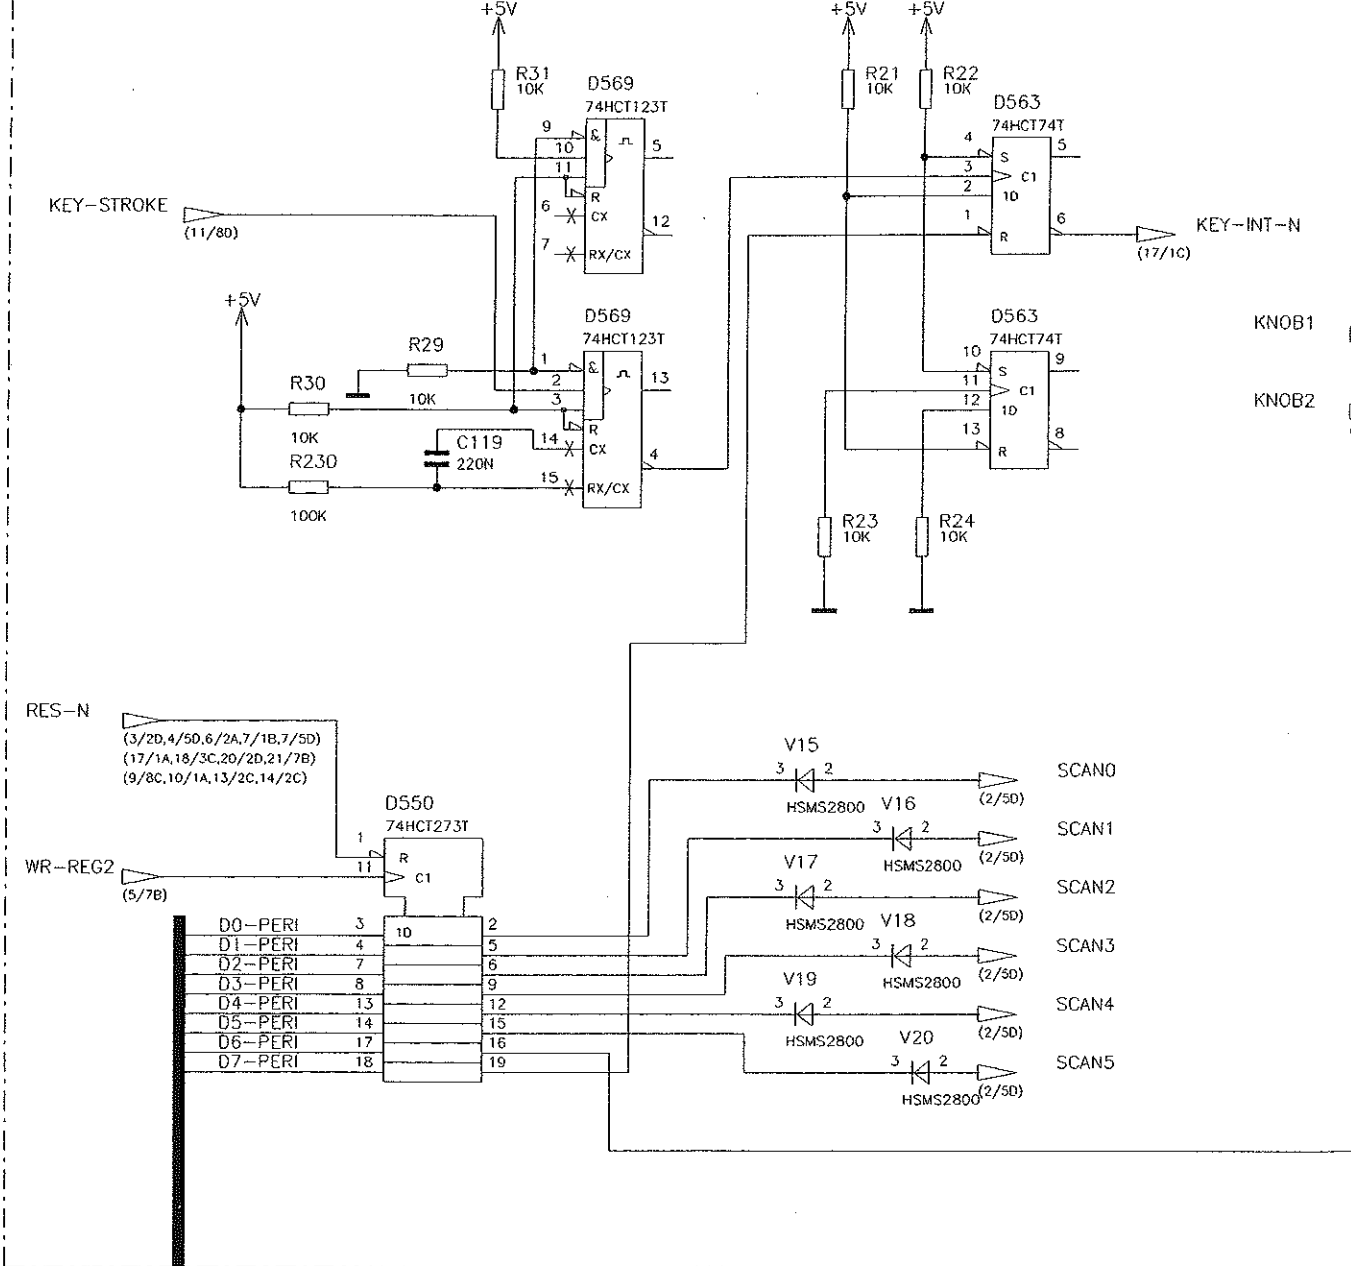 +5V
+5V
+5V
R31
10K
D569
74HCT123T
9
10
11
&
5
R
6
CX
12
7
RX/CX
R21
10K
R22
10K
D563
74HCT74T
4
S
5
3
C1
2
1D
1
R
6
KEY-INT-N
(17/1C)
KEY-STROKE
(11/8D)
+5V
R29
10K
R30
10K
R230
100K
C119
220N
D569
74HCT123T
1
&
2
13
3
R
14
CX
4
15
RX/CX
D563
74HCT74T
10
S
9
11
C1
12
1D
13
R
8
KNOB1
KNOB2
R23
10K
R24
10K
RES-N
(3/2D,4/5D,6/2A,7/1B,7/5D)
(17/1A,18/3C,20/2D,21/7B)
(9/8C,10/1A,13/2C,14/2C)
D550
74HCT273T
1
R
11
C1
WR-REG2
(5/7B)
D0-PERI 3 1D 2
D1-PERI 4 5
D2-PERI 7 6
D3-PERI 8 9
D4-PERI 13 12
D5-PERI 14 15
D6-PERI 17 16
D7-PERI 18 19
V15
3 2
HSMS2800
(2/5D)
SCAN0
V16
3 2
HSMS2800
(2/5D)
SCAN1
V17
3 2
HSMS2800
(2/5D)
SCAN2
V18
3 2
HSMS2800
(2/5D)
SCAN3
V19
3 2
HSMS2800
(2/5D)
SCAN4
V20
3 2
HSMS2800
(2/5D)
SCAN5